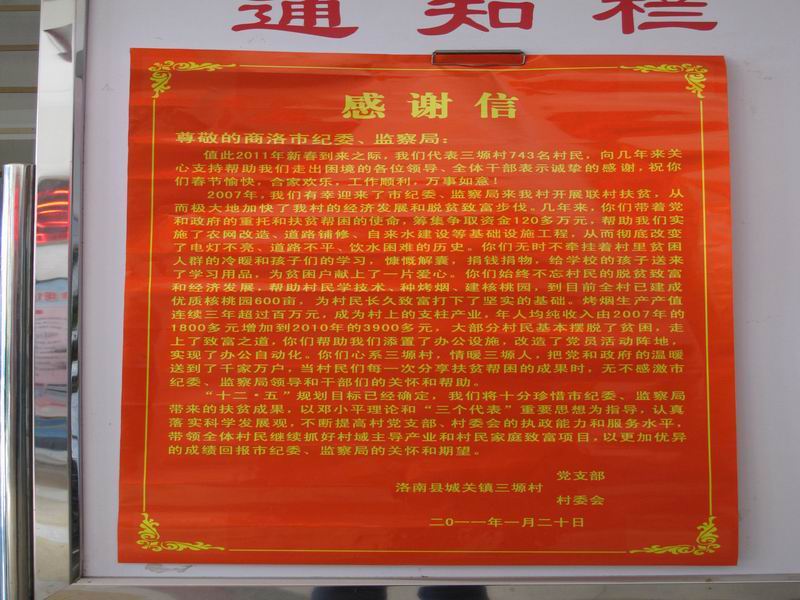 通知栏
感谢信
尊敬的商洛市纪委、监察局：
值此2011年新春到来之际，我们代表三塬村743名村民，向几年来关
心支持帮助我们走出困境的各位领导、全体干部表示诚挚的感谢，祝你
们春节愉快，合家欢乐，工作顺利，万事如意！
2007年，我们有幸迎来了市纪委、监察局来我村开展联村扶贫，从
而极大地加快了我村的经济发展和脱贫致富步伐。几年来，你们带着党
和政府的重托和扶贫帮困的使命，筹集争取资金120多万元，帮助我们实
施了农网改造、道路铺修、自来水建设等基础设施工程，从而彻底改变
了电灯不亮、道路不平、饮水困难的历史。你们无时不牵挂着村里贫困
人群的冷暖和孩子们的学习，慷慨解囊，捐钱捐物，给学校的孩子送来
了学习用品，为贫困户献上了一片爱心。你们始终不忘村民的脱贫致富
和经济发展，帮助村民学技术、种烤烟、建核桃园，到目前全村已建成
优质核桃园600亩，为村民长久致富打下了坚实的基础。烤烟生产产值
连续三年超过百万元，成为村上的支柱产业，年人均纯收入由2007年的
1800多元增加到2010年的3900多元，大部分村民基本摆脱了贫困，走
上了致富之道，你们帮助我们添置了办公设施，改造了党员活动阵地，
实现了办公自动化。你们心系三塬村，情暖三塬人，把党和政府的温暖
送到了千家万户，当村民们每一次分享扶贫帮困的成果时，无不感激市
纪委、监察局领导和干部们的关怀和帮助。
“十二·五”规划目标已经确定，我们将十分珍惜市纪委、监察局
带来的扶贫成果，以邓小平理论和“三个代表”重要思想为指导，认真
落实科学发展观，不断提高村党支部、村委会的执政能力和服务水平，
带领全体村民继续抓好村域主导产业和村民家庭致富项目，以更加优异
的成绩回报市纪委、监察局的关怀和期望。
党支部
洛南县城关镇三塬村
村委会
二0一一年一月二十日